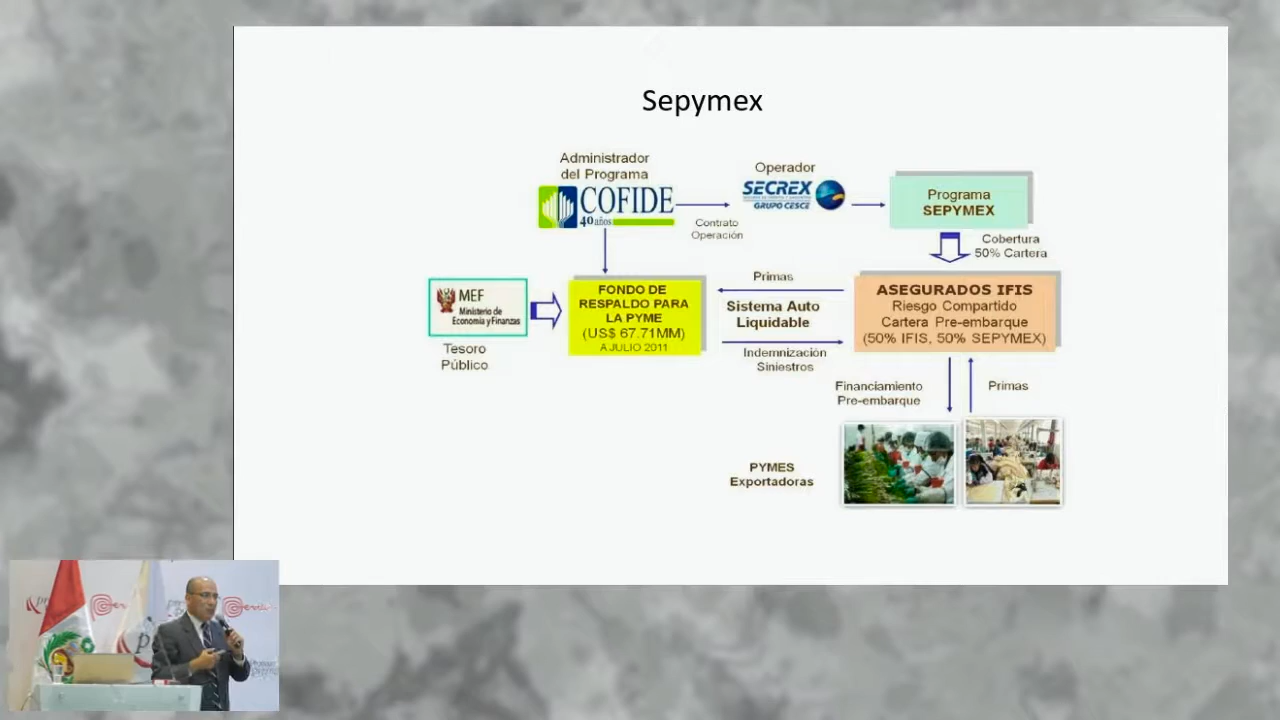 Sepymex
Administrador
del Programa
COFIDE
40 años
Contrato
Operación
Operador
SECREX
GRUPO CESCE
Programa
SEPYMEX
Cobertura
50% Cartera
MEF
Ministerio de
Economía y Finanzas
Tesoro
Público
FONDO DE
RESPALDO PARA
LA PYME
(US$ 67.71MM)
A JULIO 2011
Primas
Sistema Auto
Liquidable
Indemnización
Siniestros
ASEGURADOS IFIS
Riesgo Compartido
Cartera Pre-embarque
(50% IFIS, 50% SEPYMEX)
Financiamiento
Pre-embarque
Primas
PYMES
Exportadoras